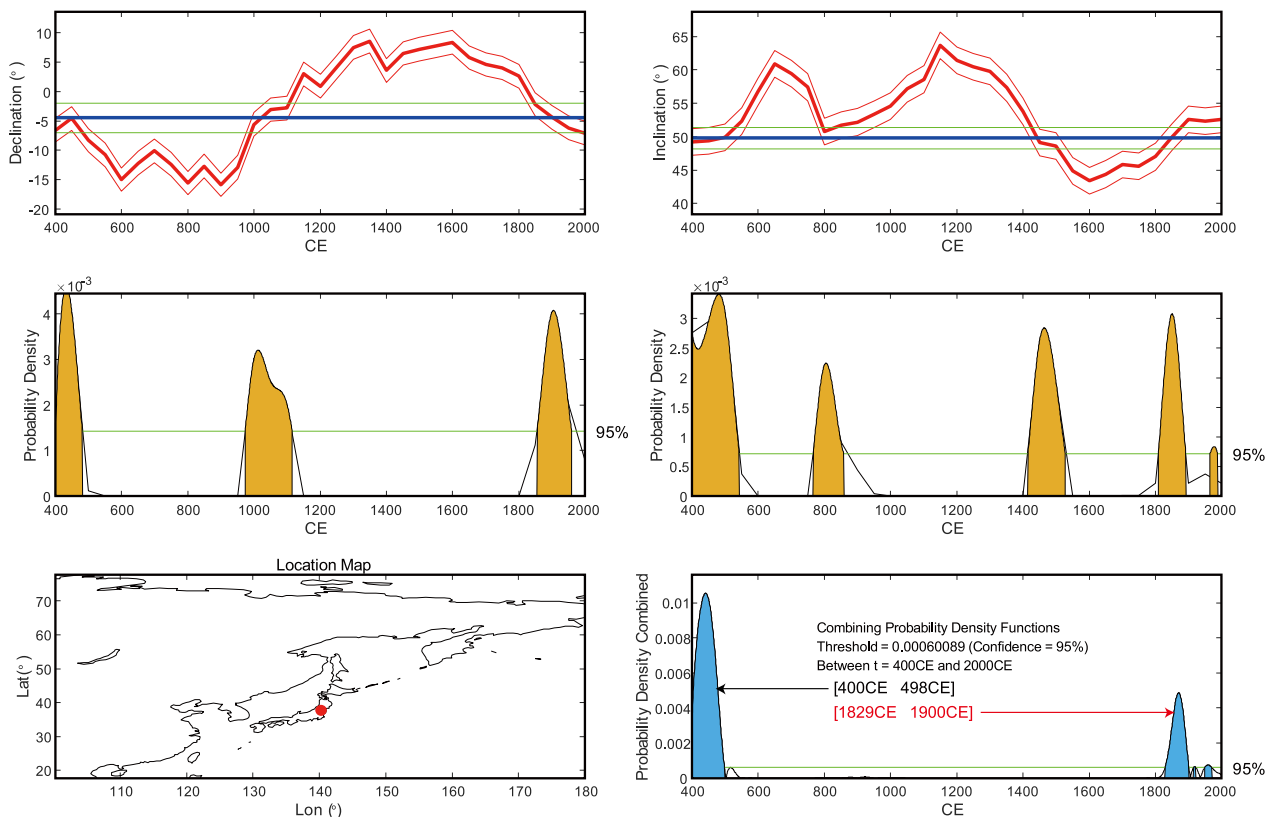 10
5
0
-5
-10
-15
-20
Declination (°)
400 600 800 1000 1200 1400 1600 1800 2000
CE
65
60
55
50
45
40
Inclination (°)
400 600 800 1000 1200 1400 1600 1800 2000
CE
×10-3
4
3
2
1
0
Probability Density
95%
400 600 800 1000 1200 1400 1600 1800 2000
CE
×10-3
3
2.5
2
1.5
1
0.5
0
Probability Density
95%
400 600 800 1000 1200 1400 1600 1800 2000
CE
Location Map
70
60
50
40
30
20
Lat(°)
110 120 130 140 150 160 170 180
Lon (°)
0.01
0.008
0.006
0.004
0.002
0
Probability Density Combined
Combining Probability Density Functions
Threshold = 0.00060089 (Confidence = 95%)
Between t = 400CE and 2000CE
[400CE 498CE]
[1829CE 1900CE]
95%
400 600 800 1000 1200 1400 1600 1800 2000
CE